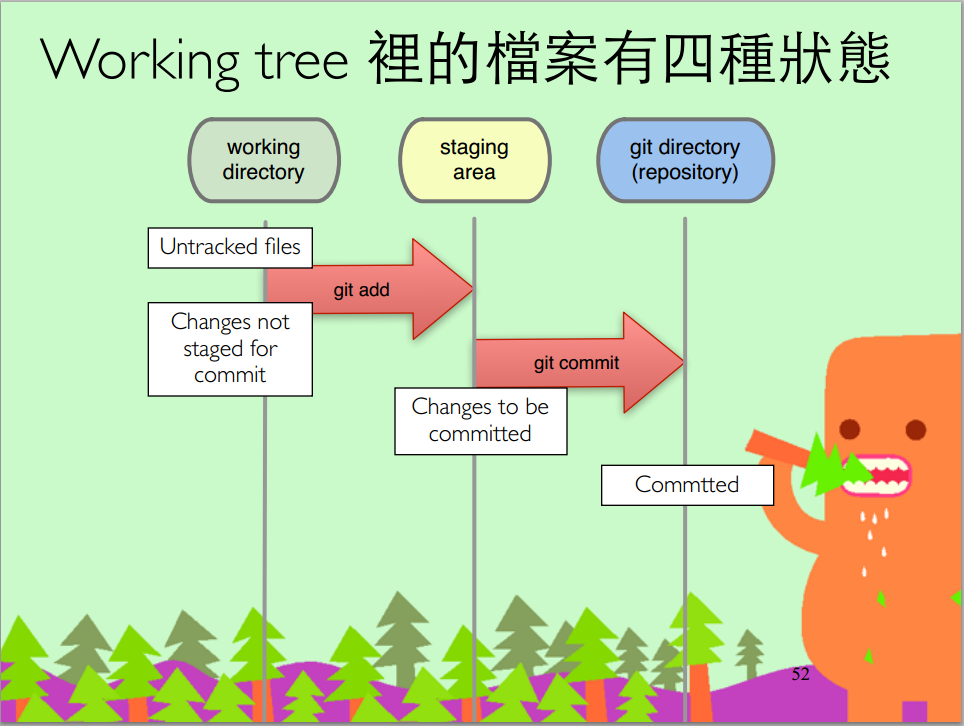 Working tree 裡的檔案有四種狀態
working
directory
staging
area
git directory
(repository)
Untracked files
git add
Changes not
staged for
commit
git commit
Changes to be
committed
Commtted
52